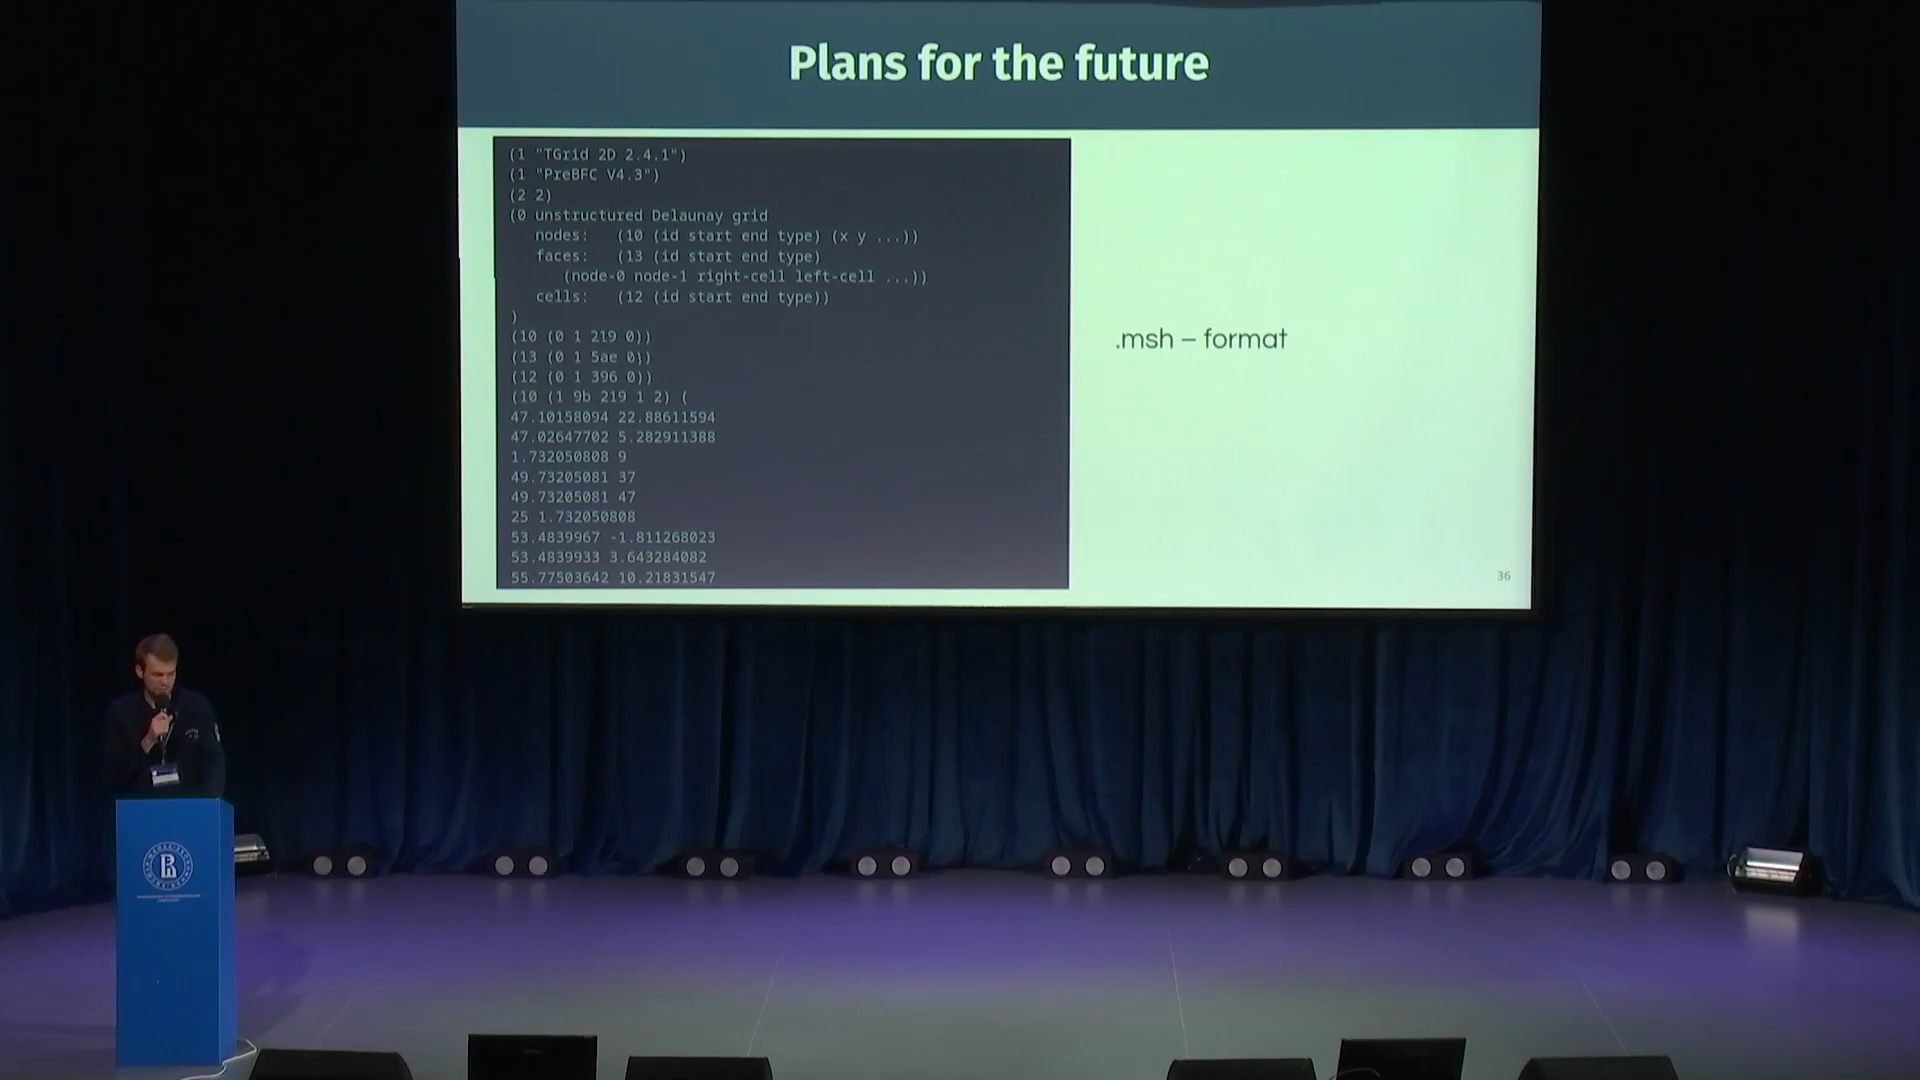 Plans for the future
(1 "TGrid 2D 2.4.1")
(1 "PreBFC V4.3")
(2 2)
(0 unstructured Delaunay grid
nodes: (10 (id start end type) (x y ...))
faces: (13 (id start end type)
(node-0 node-1 right-cell left-cell ...))
cells: (12 (id start end type))
)
(10 (0 1 219 0))
(13 (0 1 5ae 0))
(12 (0 1 396 0))
(10 (1 9b 219 1 2) (
47.10158094 22.88611594
47.02647702 5.282911388
1.732050808 9
49.73205081 37
49.73205081 47
25 1.732050808
53.4839967 -1.811268023
53.4839933 3.643284082
55.77503642 10.21831547
.msh – format
36